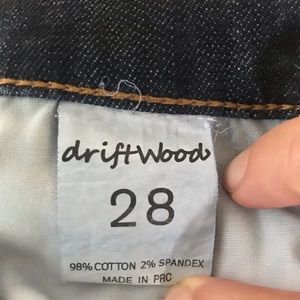 driftwood
28
98% COTTON 2% SPANDEX
MADE IN PRC